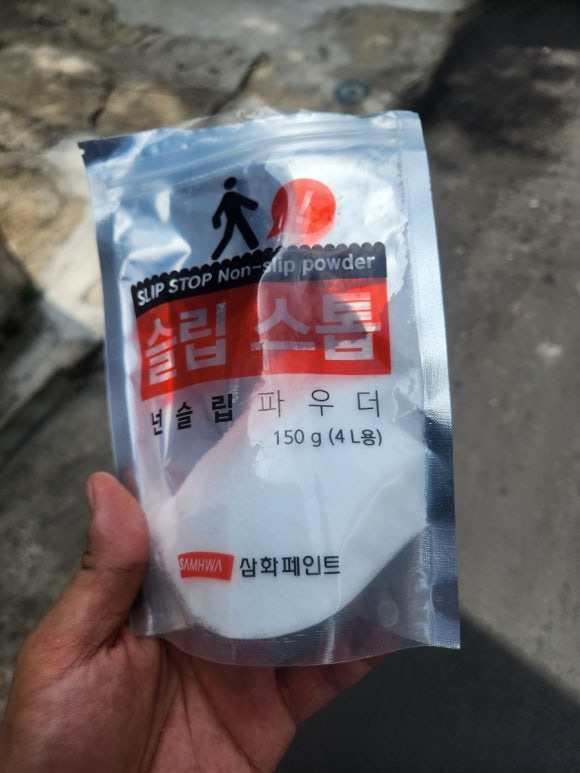 SLIP STOP Non-slip powder
슬립 스톱
넌슬립 파우더
150 g (4 L용)
SAMHWA 삼화페인트